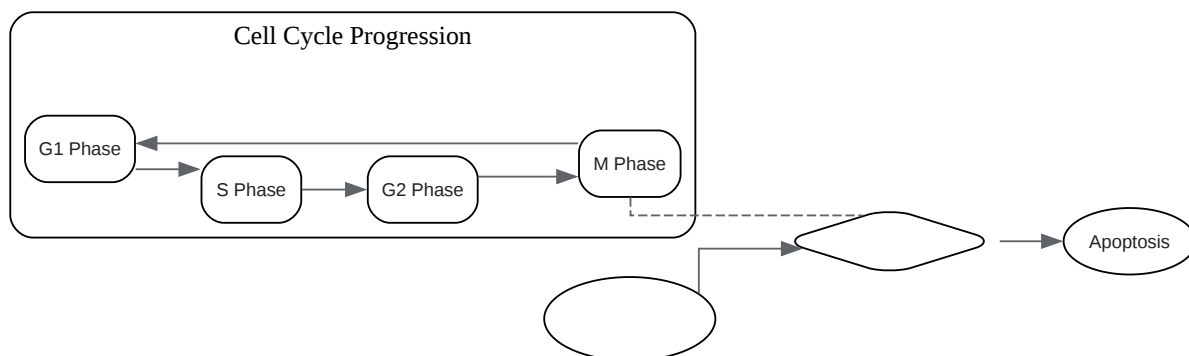 Cell Cycle Progression
G1 Phase
S Phase
G2 Phase
M Phase
Apoptosis